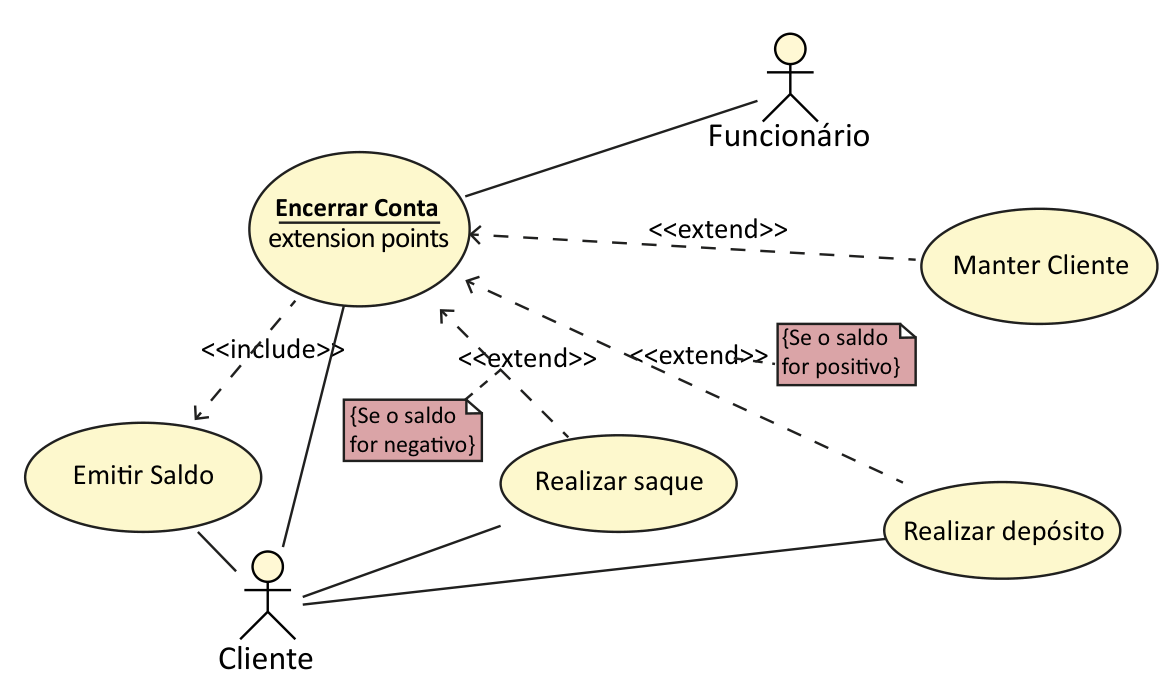 Funcionário
Encerrar Conta
extension points
<<extend>>
Manter Cliente
<<include>>
<<extend>>
<<extend>>
{Se o saldo
for positivo}
{Se o saldo
for negativo}
Emitir Saldo
Realizar saque
Realizar depósito
Cliente